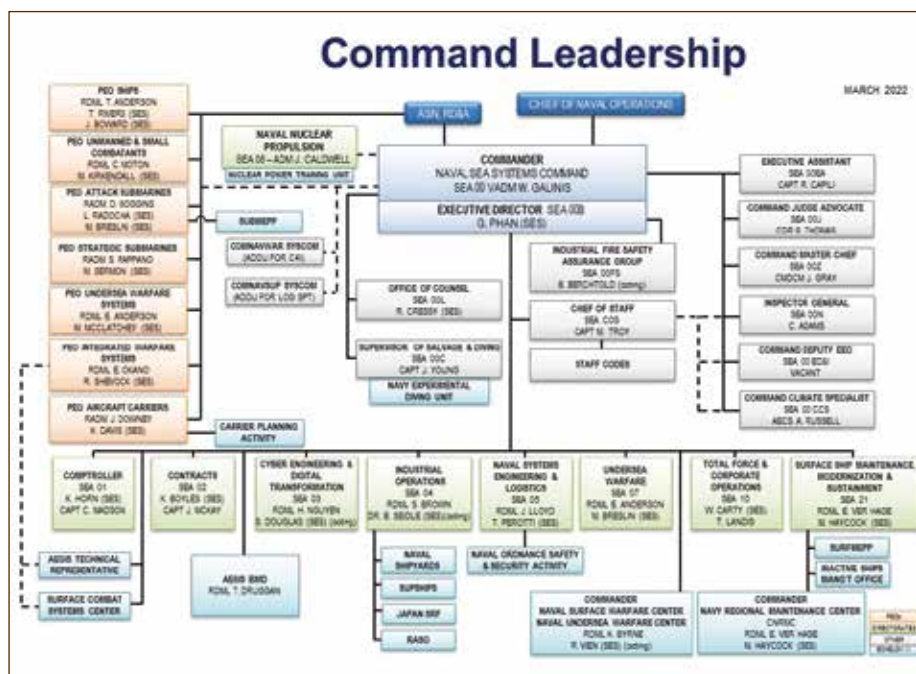 Command Leadership
MARCH 2022
PEO SHIPS
RDML T. ANDERSON
T. RIVERS (SES)
J. BOWARD (SES)
PEO UNMANNED & SMALL
COMBATANTS
RDML C. MOTON
M. KIRKENDALL (SES)
PEO ATTACK SUBMARINES
RADM D. GOGGINS
L. RADOCHA (SES)
M. BRESLIN (SES)
PEO STRATEGIC SUBMARINES
RADM S. PAPPANO
M. SERMON (SES)
PEO UNDERSEA WARFARE
SYSTEMS
RDML E. ANDERSON
M. MCCLATCHEY (SES)
PEO INTEGRATED WARFARE
SYSTEMS
RDML E. OKANO
R. SHEVOCK (SES)
PEO AIRCRAFT CARRIERS
RADM J. DOWNEY
K. DAVIS (SES)
ASN, RD&A
CHIEF OF NAVAL OPERATIONS
NAVAL NUCLEAR
PROPULSION
SEA 08 – ADM J. CALDWELL
NUCLEAR POWER TRAINING UNIT
COMMANDER
NAVAL SEA SYSTEMS COMMAND
SEA 00 VADM W. GALINIS
EXECUTIVE DIRECTOR SEA 00B
G. PHAN (SES)
SUBMEPP
COMNAVWAR SYSCOM
(ADDU FOR C4I)
COMNAVSUP SYSCOM
(ADDU FOR LOG SPT)
OFFICE OF COUNSEL
SEA 00L
R. CRESSY (SES)
SUPERVISOR OF SALVAGE & DIVING
SEA 00C
CAPT J. YOUNG
NAVY EXPERIMENTAL
DIVING UNIT
INDUSTRIAL FIRE SAFETY
ASSURANCE GROUP
SEA 00FS
B. BERCHTOLD (acting)
CHIEF OF STAFF
SEA COS
CAPT M. TROY
STAFF CODES
EXECUTIVE ASSISTANT
SEA 00EA
CAPT R. CAPILI
COMMAND JUDGE ADVOCATE
SEA 00J
CDR S. THOMAS
COMMAND MASTER CHIEF
SEA 00Z
CMDCM J. GRAY
INSPECTOR GENERAL
SEA 00N
C. ADAMS
COMMAND DEPUTY EEO
VACANT
COMMAND CLIMATE SPECIALIST
SEA 00 CCS
A. RUSSELL
CARRIER PLANNING
ACTIVITY
COMPTROLLER
SEA 01
K. HORN (SES)
CAPT C. MADSON
CONTRACTS
SEA 02
K. BOYLES (SES)
CAPT J. MCKAY
CYBER ENGINEERING &
DIGITAL
TRANSFORMATION
SEA 03
RDML H. NGUYEN
S. DOUGLAS (SES) (acting)
INDUSTRIAL
OPERATIONS
SEA 04
RDML S. BROWN
DR. B. SEIDLE (SES) (acting)
NAVAL SYSTEMS
ENGINEERING &
LOGISTICS
SEA 05
RDML J. LLOYD
T. PEROTTI (SES)
UNDERSEA
WARFARE
SEA 07
RDML E. ANDERSON
M. BRESLIN (SES)
TOTAL FORCE &
CORPORATE
OPERATIONS
SEA 10
W. CARTY (SES)
T. LANDIS
SURFACE SHIP MAINTENANCE,
MODERNIZATION &
SUSTAINMENT
SEA 21
RDML E. VER HAGE
M. HAYCOCK (SES)
AEGIS TECHNICAL
REPRESENTATIVE
SURFACE COMBAT
SYSTEMS CENTER
AEGIS BMD
RDML T. DRUGGAN
NAVAL
SHIPYARDS
SUPSHIPS
JAPAN SRF
RASO
NAVAL ORDNANCE SAFETY
& SECURITY ACTIVITY
COMMANDER
NAVAL SURFACE WARFARE CENTER
NAVAL UNDERSEA WARFARE CENTER
RDML K. BYRNE
R. VIEN (SES) (acting)
SURFMEPP
INACTIVE SHIPS
MANG'T OFFICE
COMMANDER
NAVY REGIONAL MAINTENANCE CENTER
CNRMC
RDML E. VER HAGE
M. HAYCOCK (SES)
PEOs
DIRECTORATES
OTHER